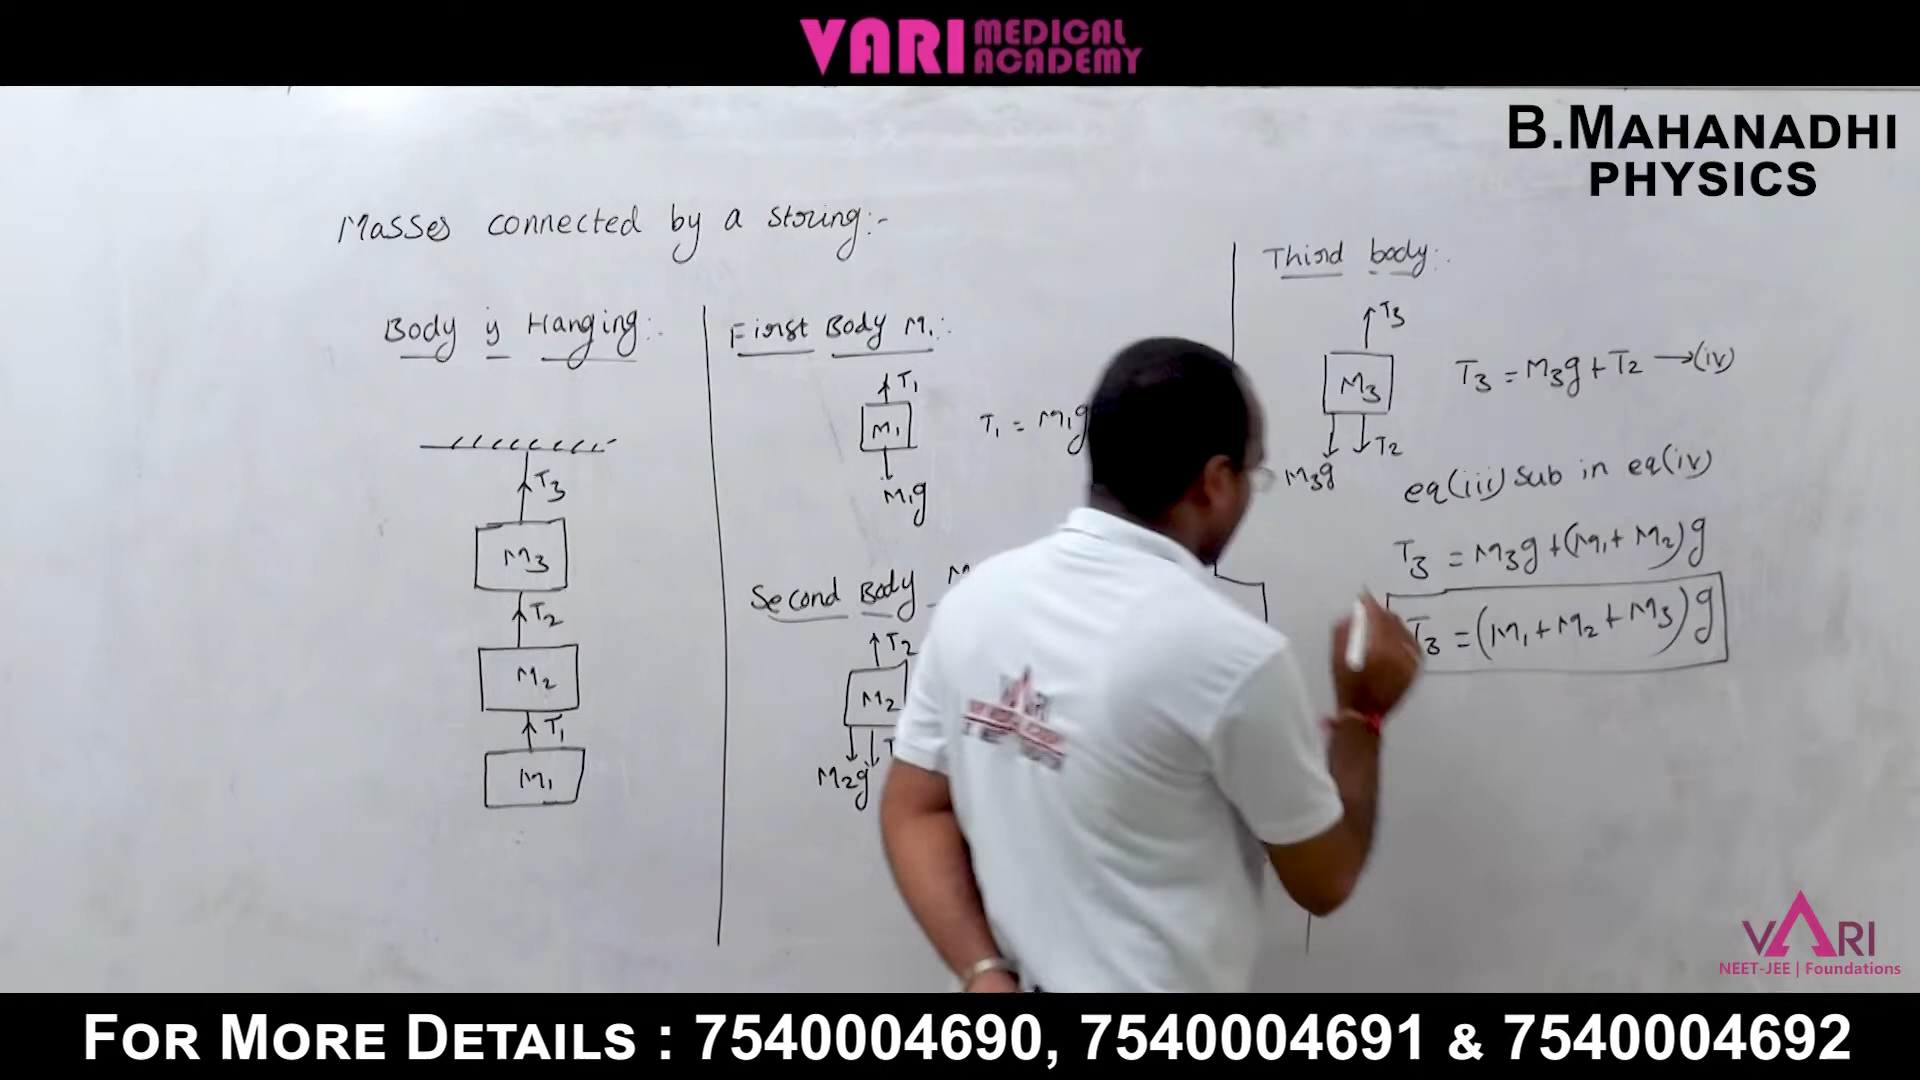 VARI MEDICAL ACADEMY
B.MAHANADHI
PHYSICS
Masses connected by a storing:-
Body is Hanging:
T3
M3
T2
M2
T1
M1
First Body M1:
T1
M1
M1g
T1 = M1g
Second Body
T2
M2
M2g
Third body:
T3
M3
M3g
T2
T3 = M3g + T2 →(iv)
eq(iii) sub in eq(iv)
T3 = M3g + (M1 + M2)g
T3 = (M1 + M2 + M3)g
VARI
NEET-JEE | Foundations
FOR MORE DETAILS : 7540004690, 7540004691 & 7540004692